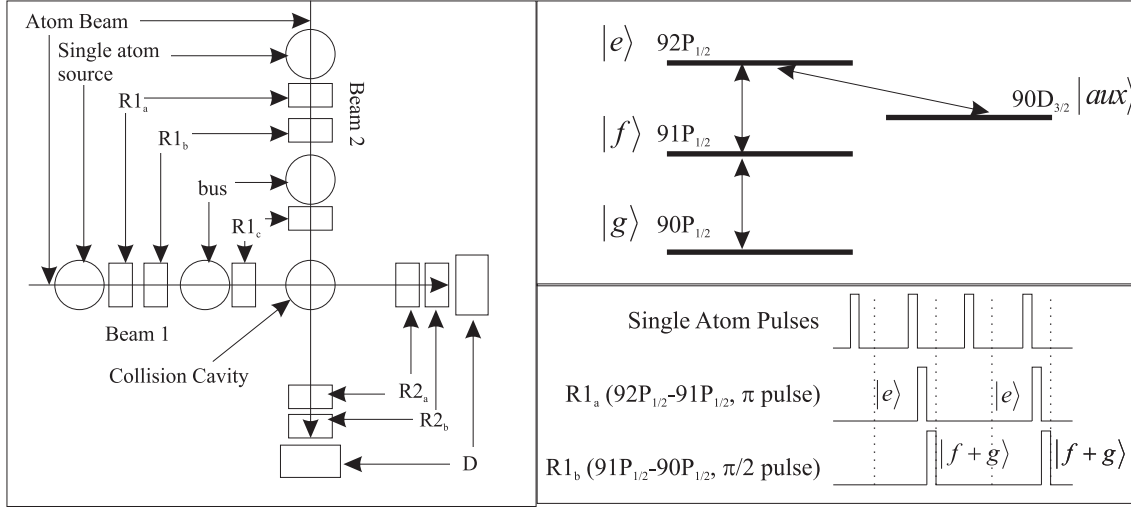 Atom Beam
Single atom
source
R1a
R1b
bus
R1c
Beam 2
Beam 1
Collision Cavity
R2a
R2b
D
|e⟩ 92P1/2
90D3/2 |aux⟩
|f⟩ 91P1/2
|g⟩ 90P1/2
Single Atom Pulses
R1a (92P1/2-91P1/2, π pulse) |e⟩ |e⟩
R1b (91P1/2-90P1/2, π/2 pulse) |f + g⟩ |f + g⟩